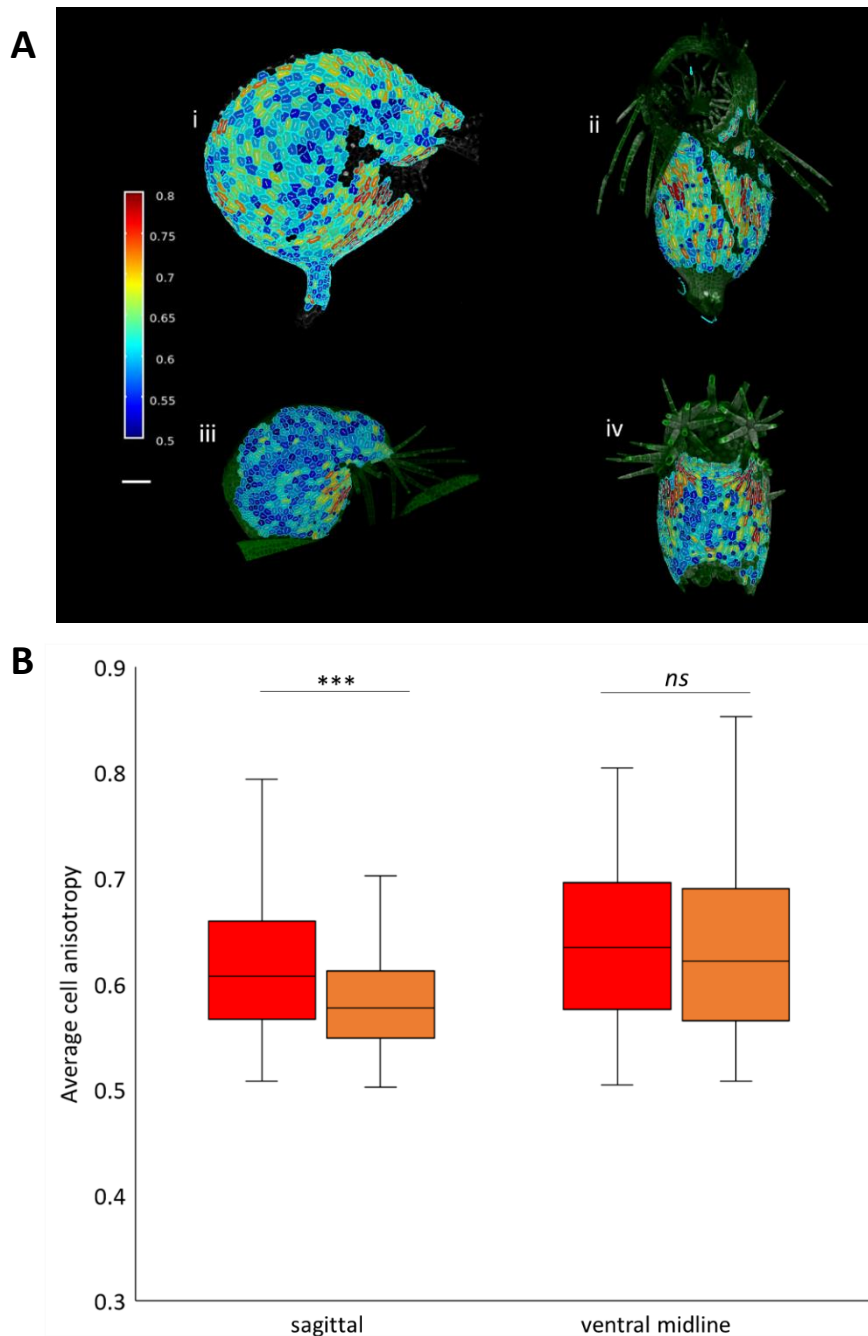 A
i
ii
0.8
0.75
0.7
0.65
0.6
0.55
0.5
iii
iv
B
0.9
*** ns
0.8
0.7
0.6
0.5
0.4
0.3
Average cell anisotropy
sagittal ventral midline